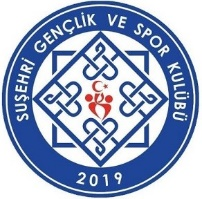 SUŞEHRİ GENÇLİK VE SPOR KULÜBÜ
2019